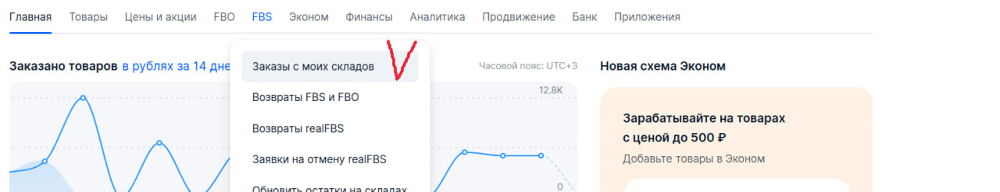 Главная Товары Цены и акции FBO FBS Эконом Финансы Аналитика Продвижение Банк Приложения
Заказано товаров в рублях за 14 дне
Заказы с моих складов
Часовой пояс: UTC+3
Новая схема Эконом
12.8K
Возвраты FBS и FBO
Возвраты realFBS
Заявки на отмену realFBS
Обновить остатки на складах
0
Зарабатывайте на товарах
с ценой до 500 ₽
Добавьте товары в Эконом